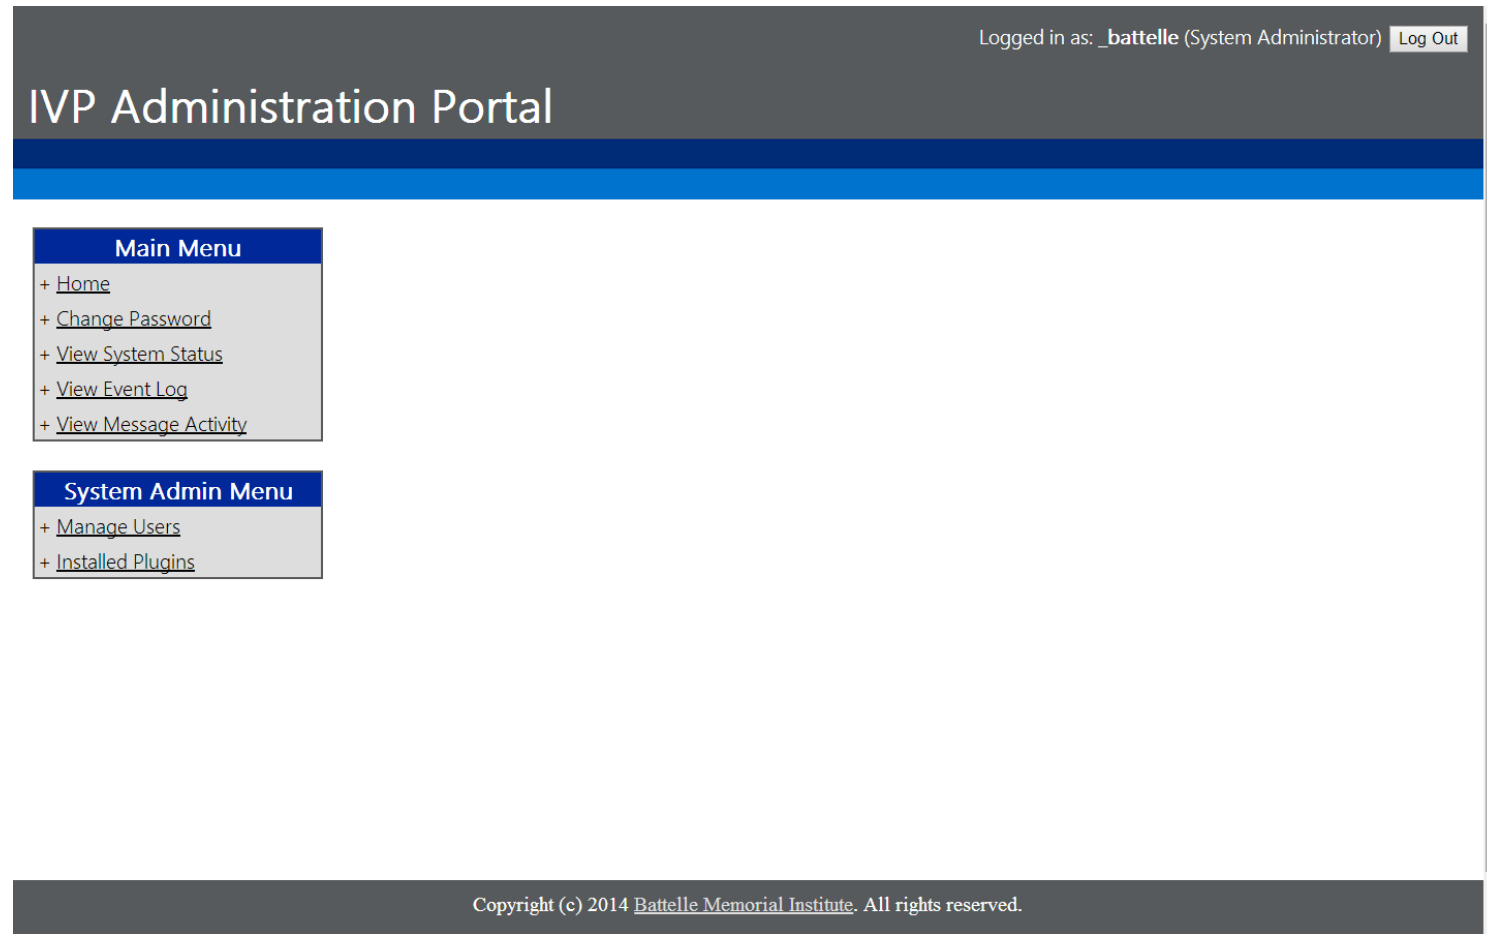 Logged in as: _battelle (System Administrator) Log Out
IVP Administration Portal
Main Menu
+ Home
+ Change Password
+ View System Status
+ View Event Log
+ View Message Activity
System Admin Menu
+ Manage Users
+ Installed Plugins
Copyright (c) 2014 Battelle Memorial Institute. All rights reserved.